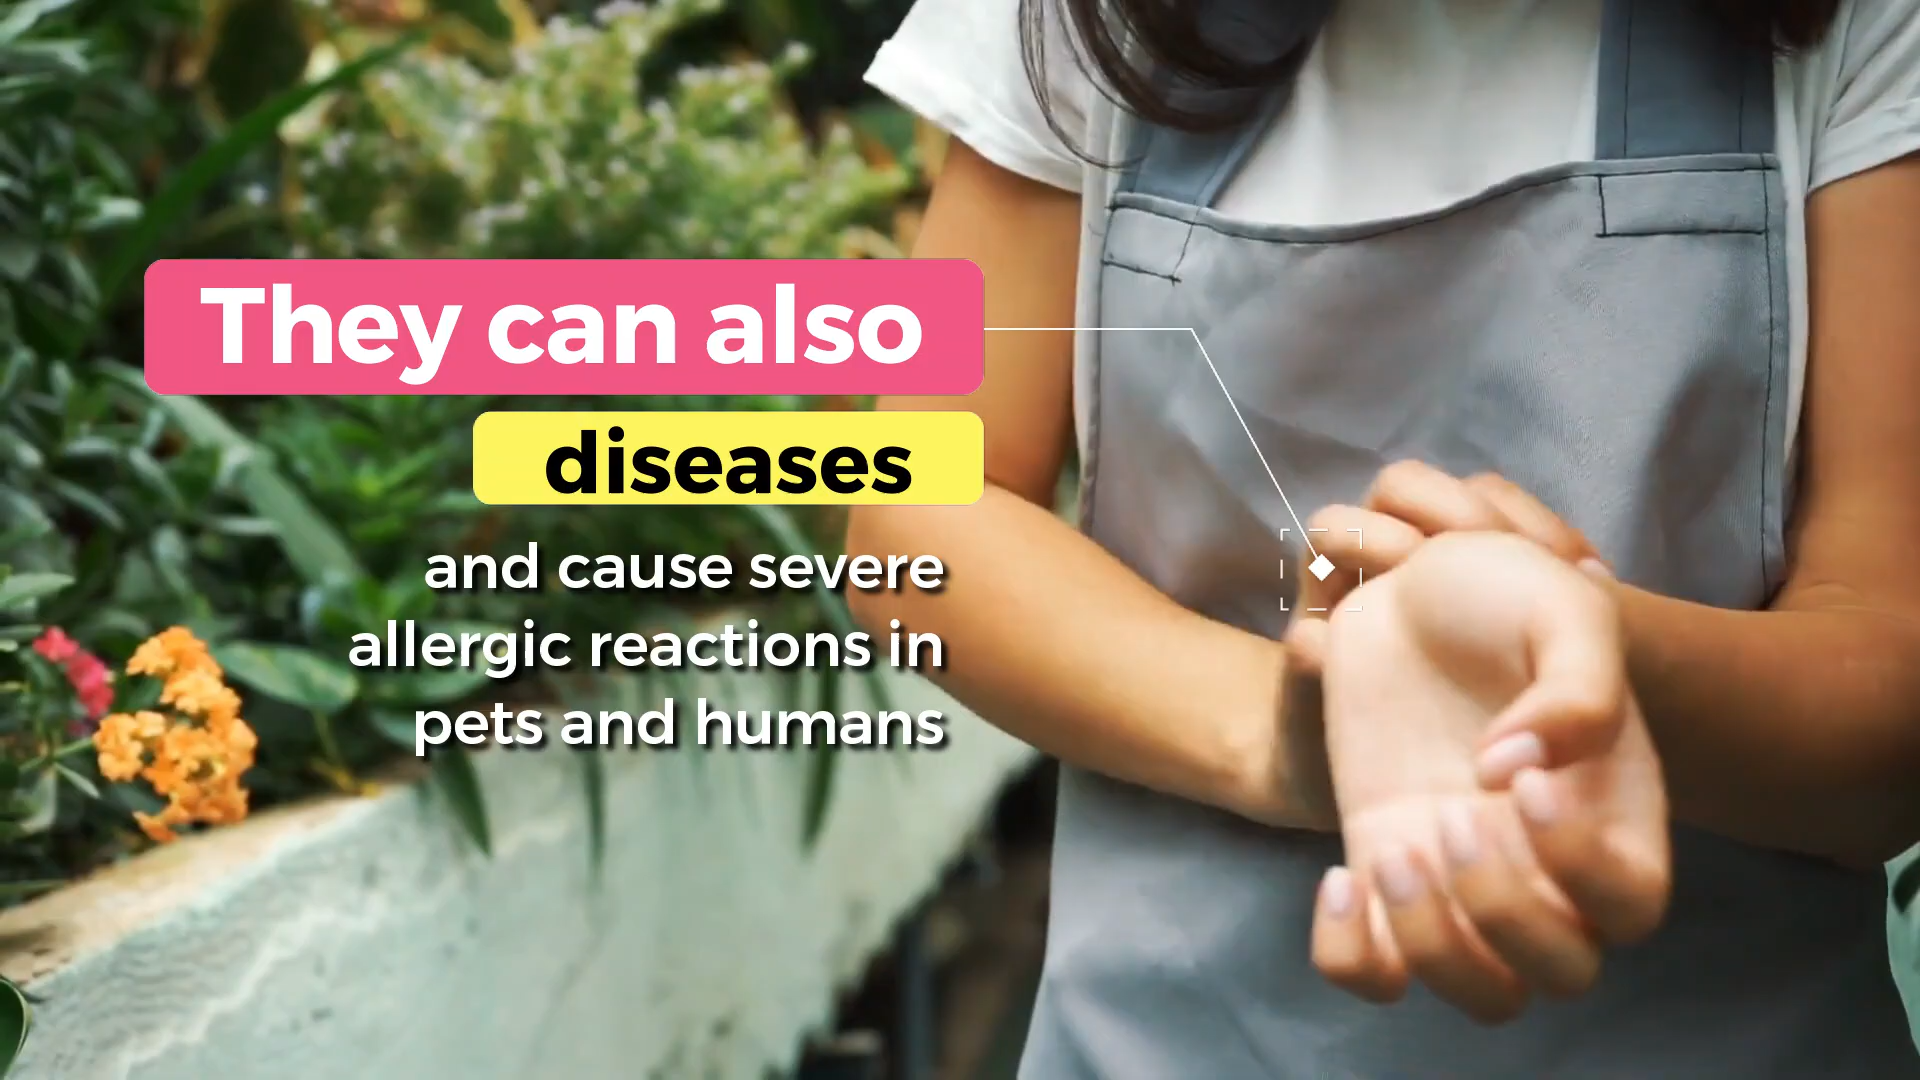 They can also
diseases
and cause severe
allergic reactions in
pets and humans